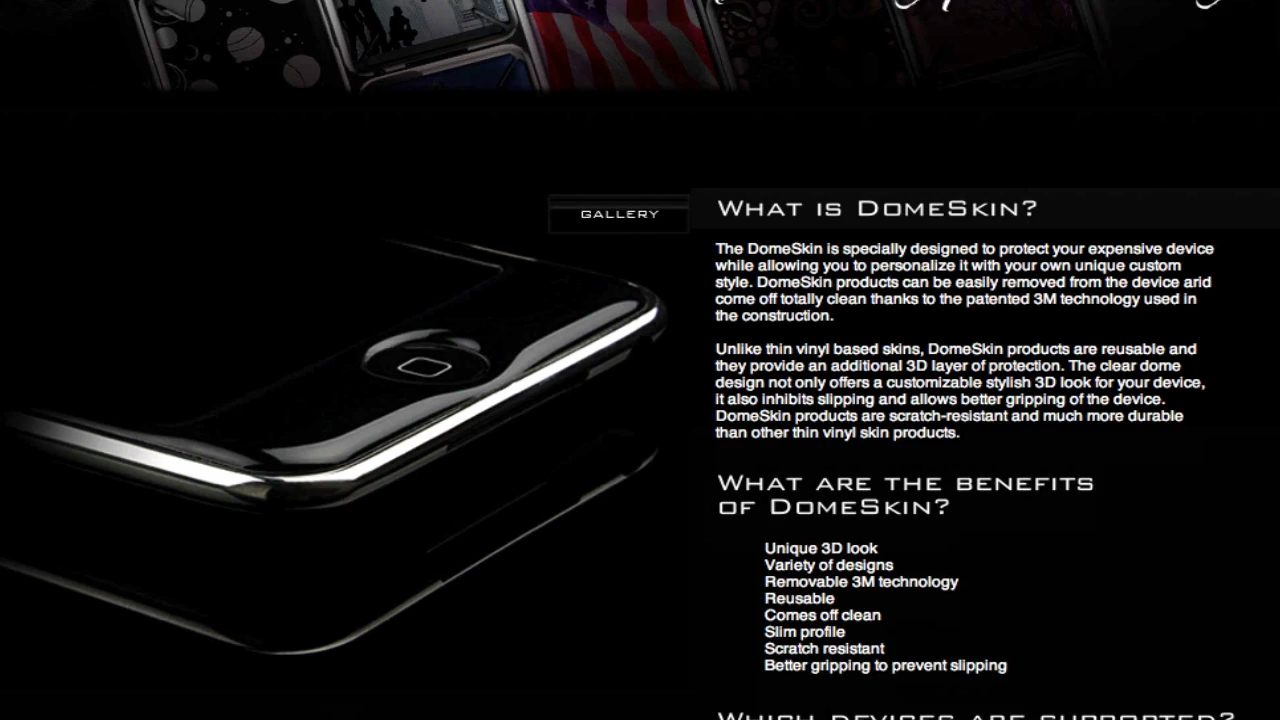 GALLERY
WHAT IS DOMESKIN?
The DomeSkin is specially designed to protect your expensive device
while allowing you to personalize it with your own unique custom
style. DomeSkin products can be easily removed from the device and
come off totally clean thanks to the patented 3M technology used in
the construction.
Unlike thin vinyl based skins, DomeSkin products are reusable and
they provide an additional 3D layer of protection. The clear dome
design not only offers a customizable stylish 3D look for your device,
it also inhibits slipping and allows better gripping of the device.
DomeSkin products are scratch-resistant and much more durable
than other thin vinyl skin products.
WHAT ARE THE BENEFITS
OF DOMESKIN?
Unique 3D look
Variety of designs
Removable 3M technology
Reusable
Comes off clean
Slim profile
Scratch resistant
Better gripping to prevent slipping
WHICH DEVICES ARE SUPPORTED?